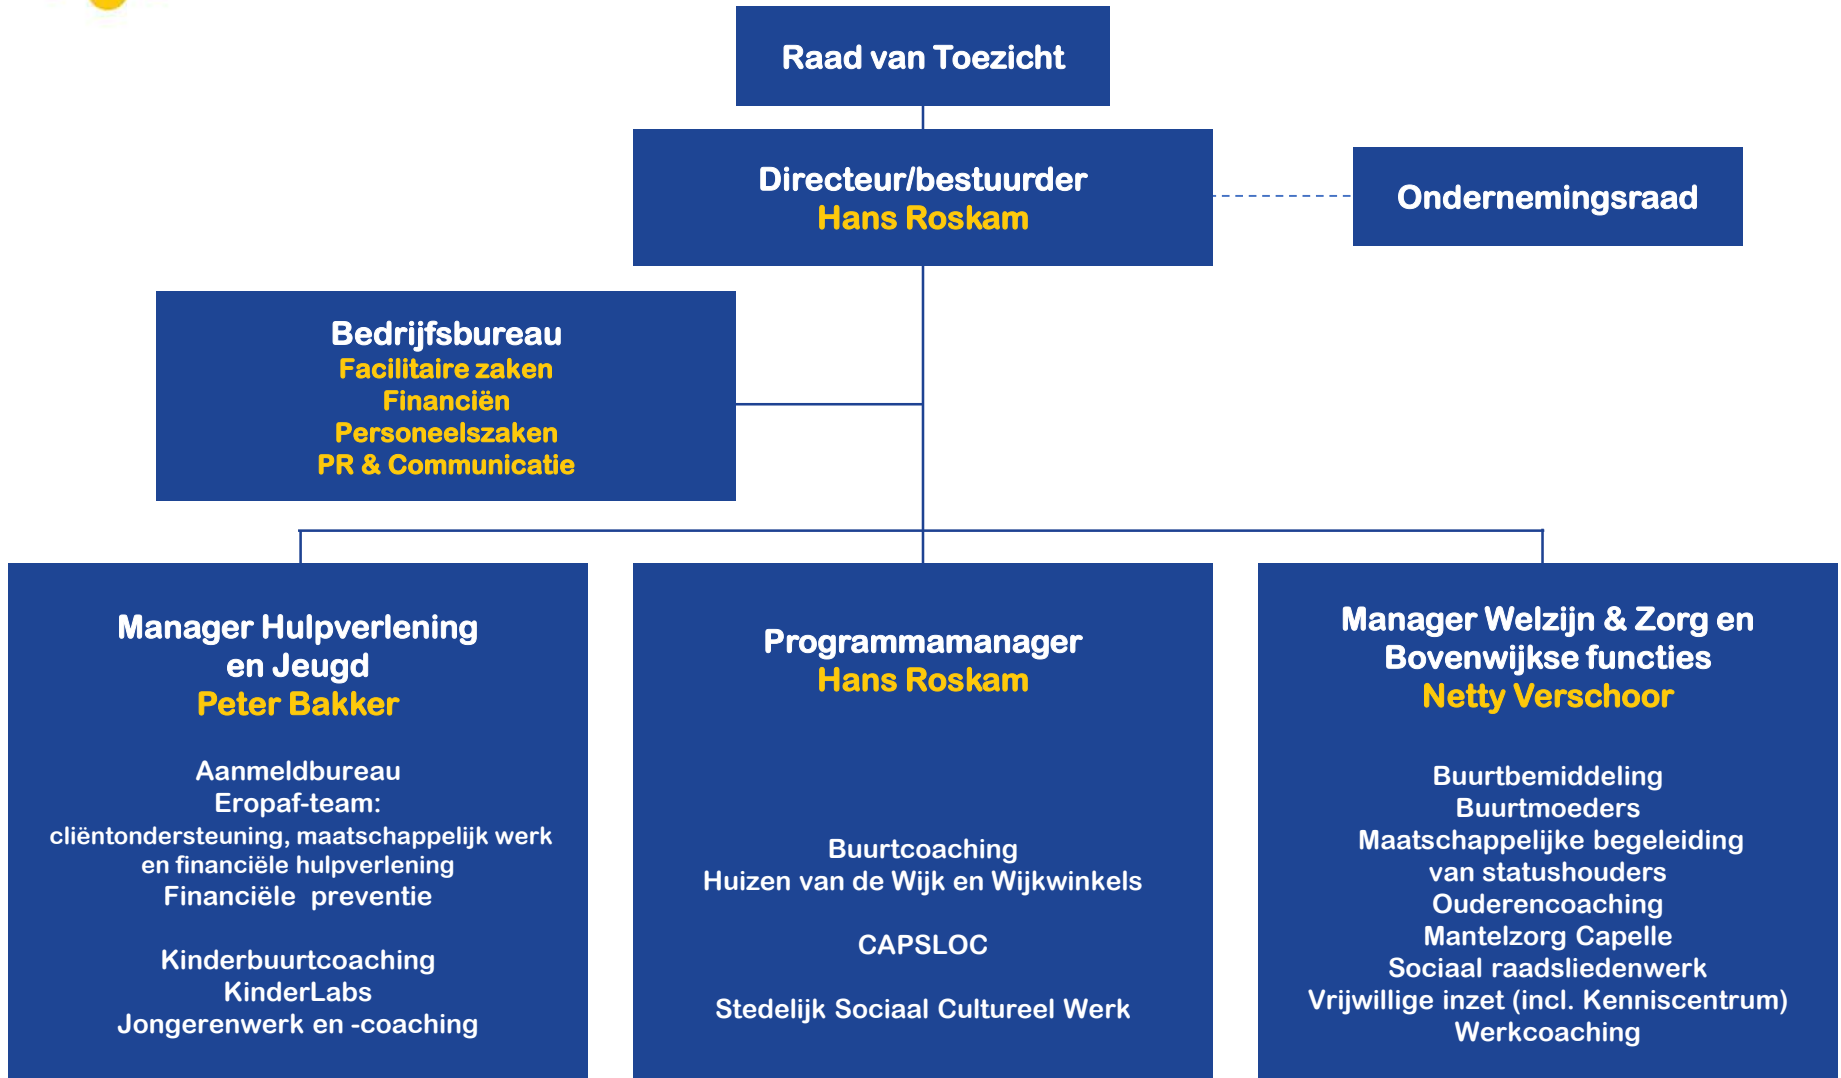 Raad van Toezicht
Directeur/bestuurder
Hans Roskam
Ondernemingsraad
Bedrijfsbureau
Facilitaire zaken
Financiën
Personeelszaken
PR & Communicatie
Manager Hulpverlening
en Jeugd
Peter Bakker
Aanmeldbureau
Eropaf-team:
cliëntondersteuning, maatschappelijk werk
en financiële hulpverlening
Financiële preventie
Kinderbuurtcoaching
KinderLabs
Jongerenwerk en -coaching
Programmamanager
Hans Roskam
Buurtcoaching
Huizen van de Wijk en Wijkwinkels
CAPSLOC
Stedelijk Sociaal Cultureel Werk
Manager Welzijn & Zorg en
Bovenwijkse functies
Netty Verschoor
Buurtbemiddeling
Buurtmoeders
Maatschappelijke begeleiding
van statushouders
Ouderencoaching
Mantelzorg Capelle
Sociaal raadsliedenwerk
Vrijwillige inzet (incl. Kenniscentrum)
Werkcoaching